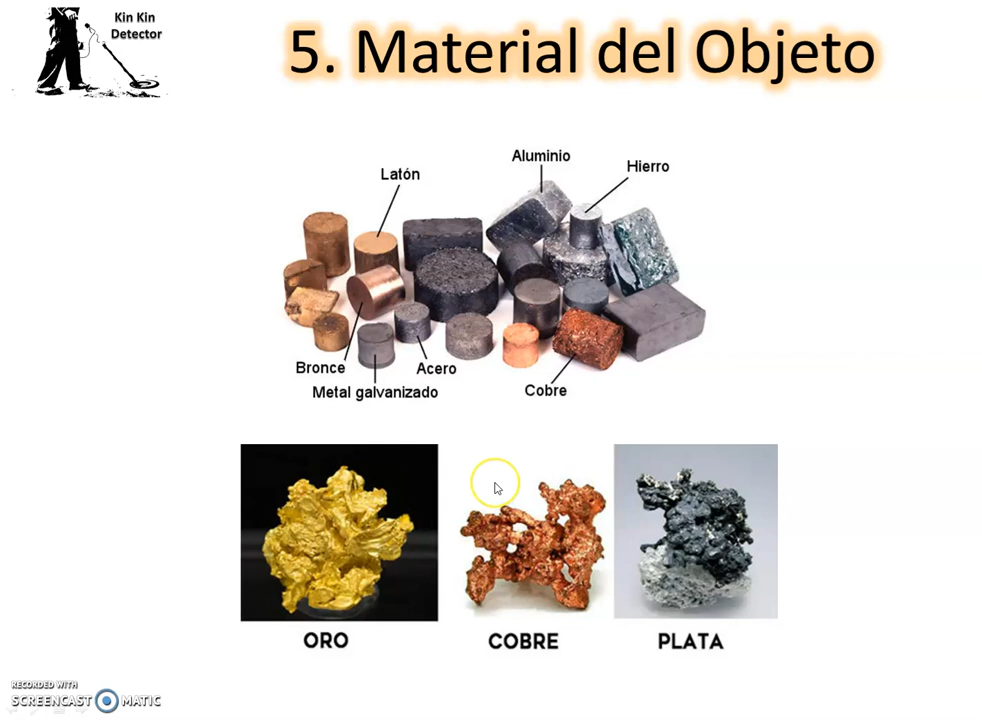 Kin Kin
Detector
5. Material del Objeto
Aluminio
Hierro
Latón
Bronce
Acero
Metal galvanizado
Cobre
ORO
COBRE
PLATA
RECORDED WITH
SCREENCAST MATIC